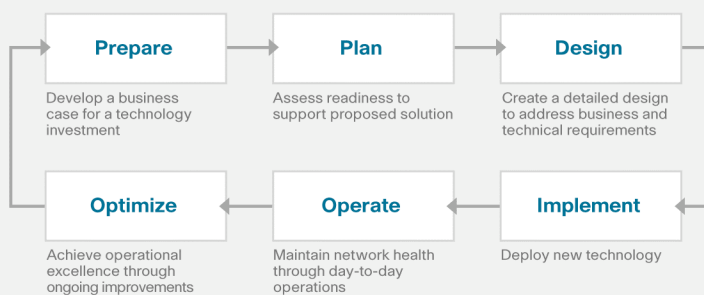 Prepare
Plan
Design
Develop a business
case for a technology
investment
Assess readiness to
support proposed solution
Create a detailed design
to address business and
technical requirements
Optimize
Operate
Implement
Achieve operational
excellence through
ongoing improvements
Maintain network health
through day-to-day
operations
Deploy new technology